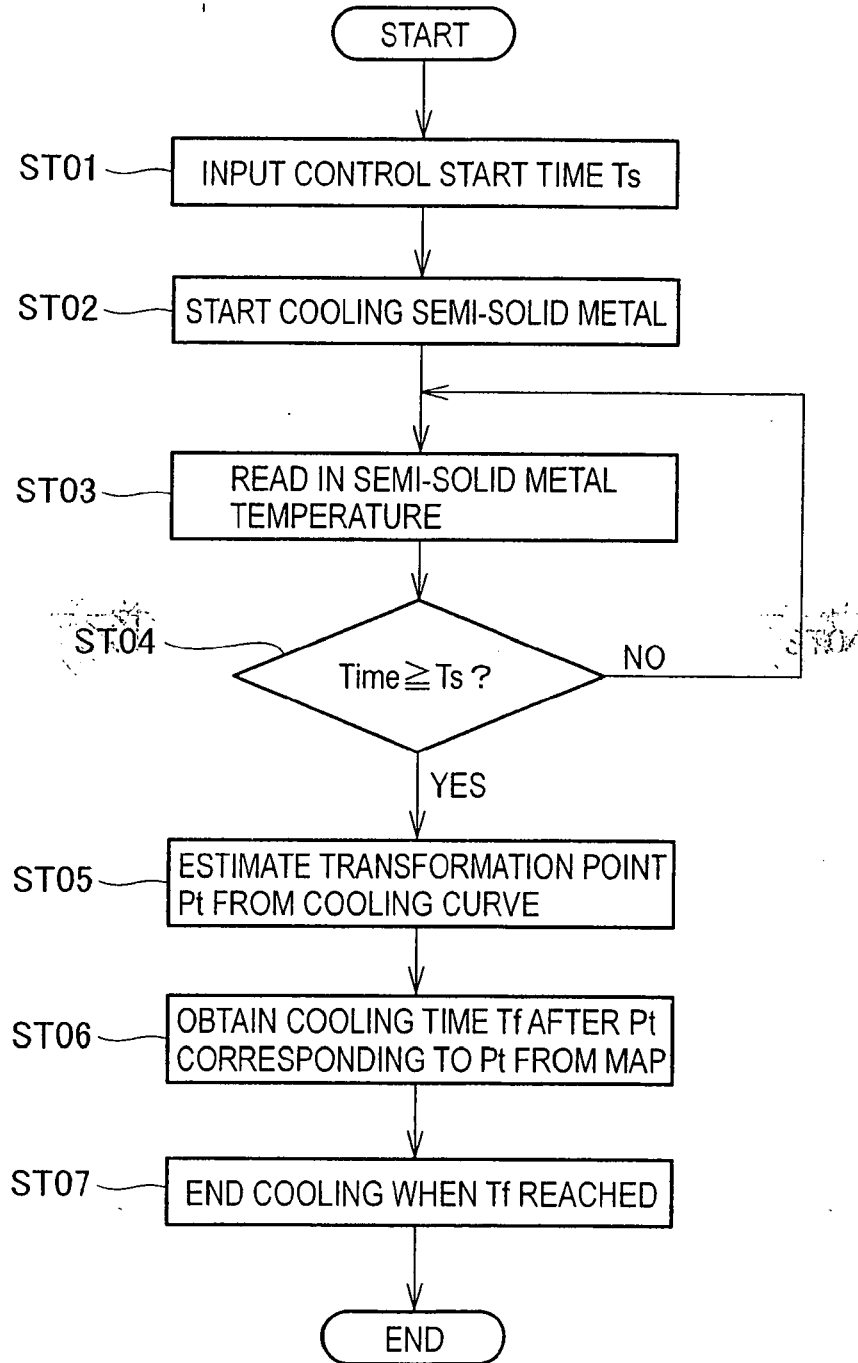 START
ST01
INPUT CONTROL START TIME Ts
ST02
START COOLING SEMI-SOLID METAL
ST03
READ IN SEMI-SOLID METAL
TEMPERATURE
ST04
Time≧Ts ?
NO
YES
ST05
ESTIMATE TRANSFORMATION POINT
Pt FROM COOLING CURVE
ST06
OBTAIN COOLING TIME Tf AFTER Pt
CORRESPONDING TO Pt FROM MAP
ST07
END COOLING WHEN Tf REACHED
END